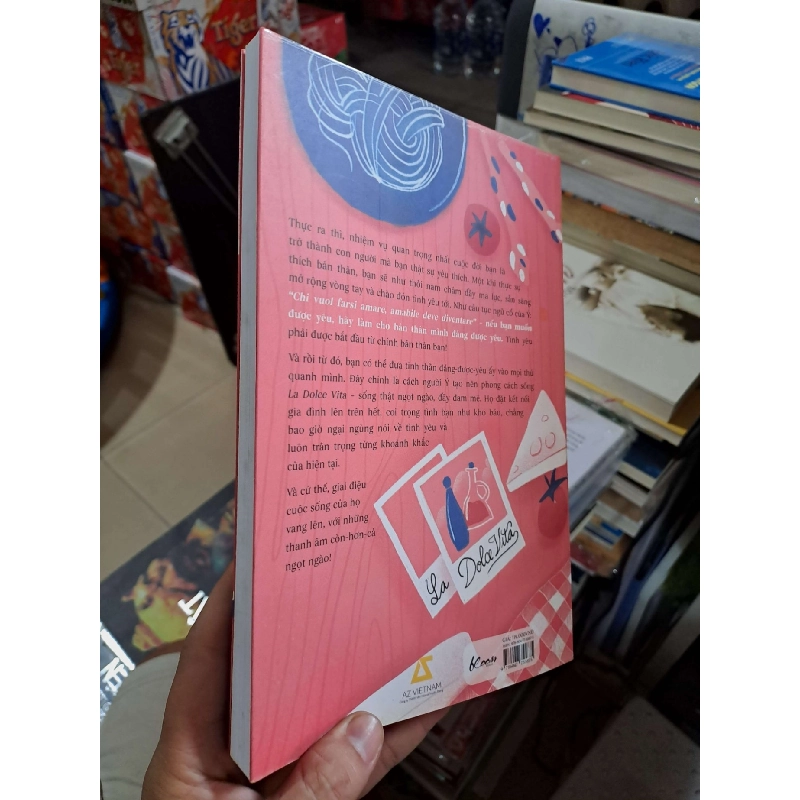 Tiger
Thực ra thì, nhiệm vụ quan trọng nhất cuộc đời bạn là
trở thành con người mà bạn thật sự yêu thích. Một khi thực sự
thích bản thân, bạn sẽ như thỏi nam châm đầy ma lực, sẵn sàng
mở rộng vòng tay và chào đón tình yêu tới. Như câu tục ngữ cổ của Ý:
"Chi vuol farsi amare, amabile deve diventare" - nếu bạn muốn
được yêu, hãy làm cho bản thân mình đáng được yêu. Tình yêu
phải được bắt đầu từ chính bản thân bạn!
Và rồi từ đó, bạn có thể đưa tinh thần đáng-được-yêu ấy vào mọi thứ
quanh mình. Đây chính là cách người Ý tạo nên phong cách sống
La Dolce Vita - sống thật ngọt ngào, đầy đam mê. Họ đặt kết nối
gia đình lên trên hết, coi trọng tình bạn như kho báu, chẳng
bao giờ ngại ngùng nói về tình yêu và
luôn trân trọng từng khoảnh khắc
của hiện tại.
Và cứ thế, giai điệu
cuộc sống của họ
vang lên, với những
thanh âm còn-hơn-cả
ngọt ngào!
La Dolce Vita
AZ VIETNAM